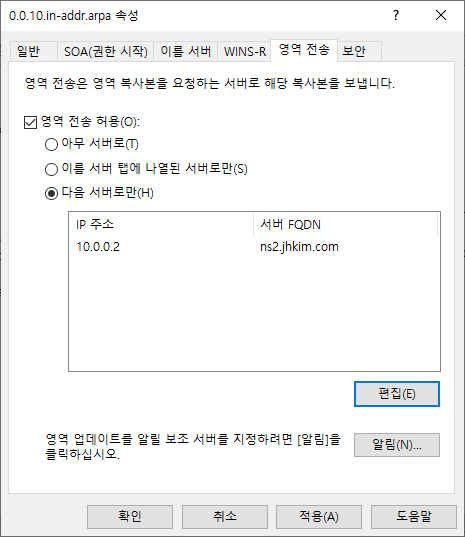 0.0.10.in-addr.arpa 속성
일반 SOA(권한 시작) 이름 서버 WINS-R 영역 전송 보안
영역 전송은 영역 복사본을 요청하는 서버로 해당 복사본을 보냅니다.
영역 전송 허용(O):
아무 서버로(T)
이름 서버 탭에 나열된 서버로만(S)
다음 서버로만(H)
IP 주소 서버 FQDN
10.0.0.2 ns2.jhkim.com
편집(E)
영역 업데이트를 알릴 보조 서버를 지정하려면 [알림]을
클릭하십시오.
알림(N)...
확인 취소 적용(A) 도움말